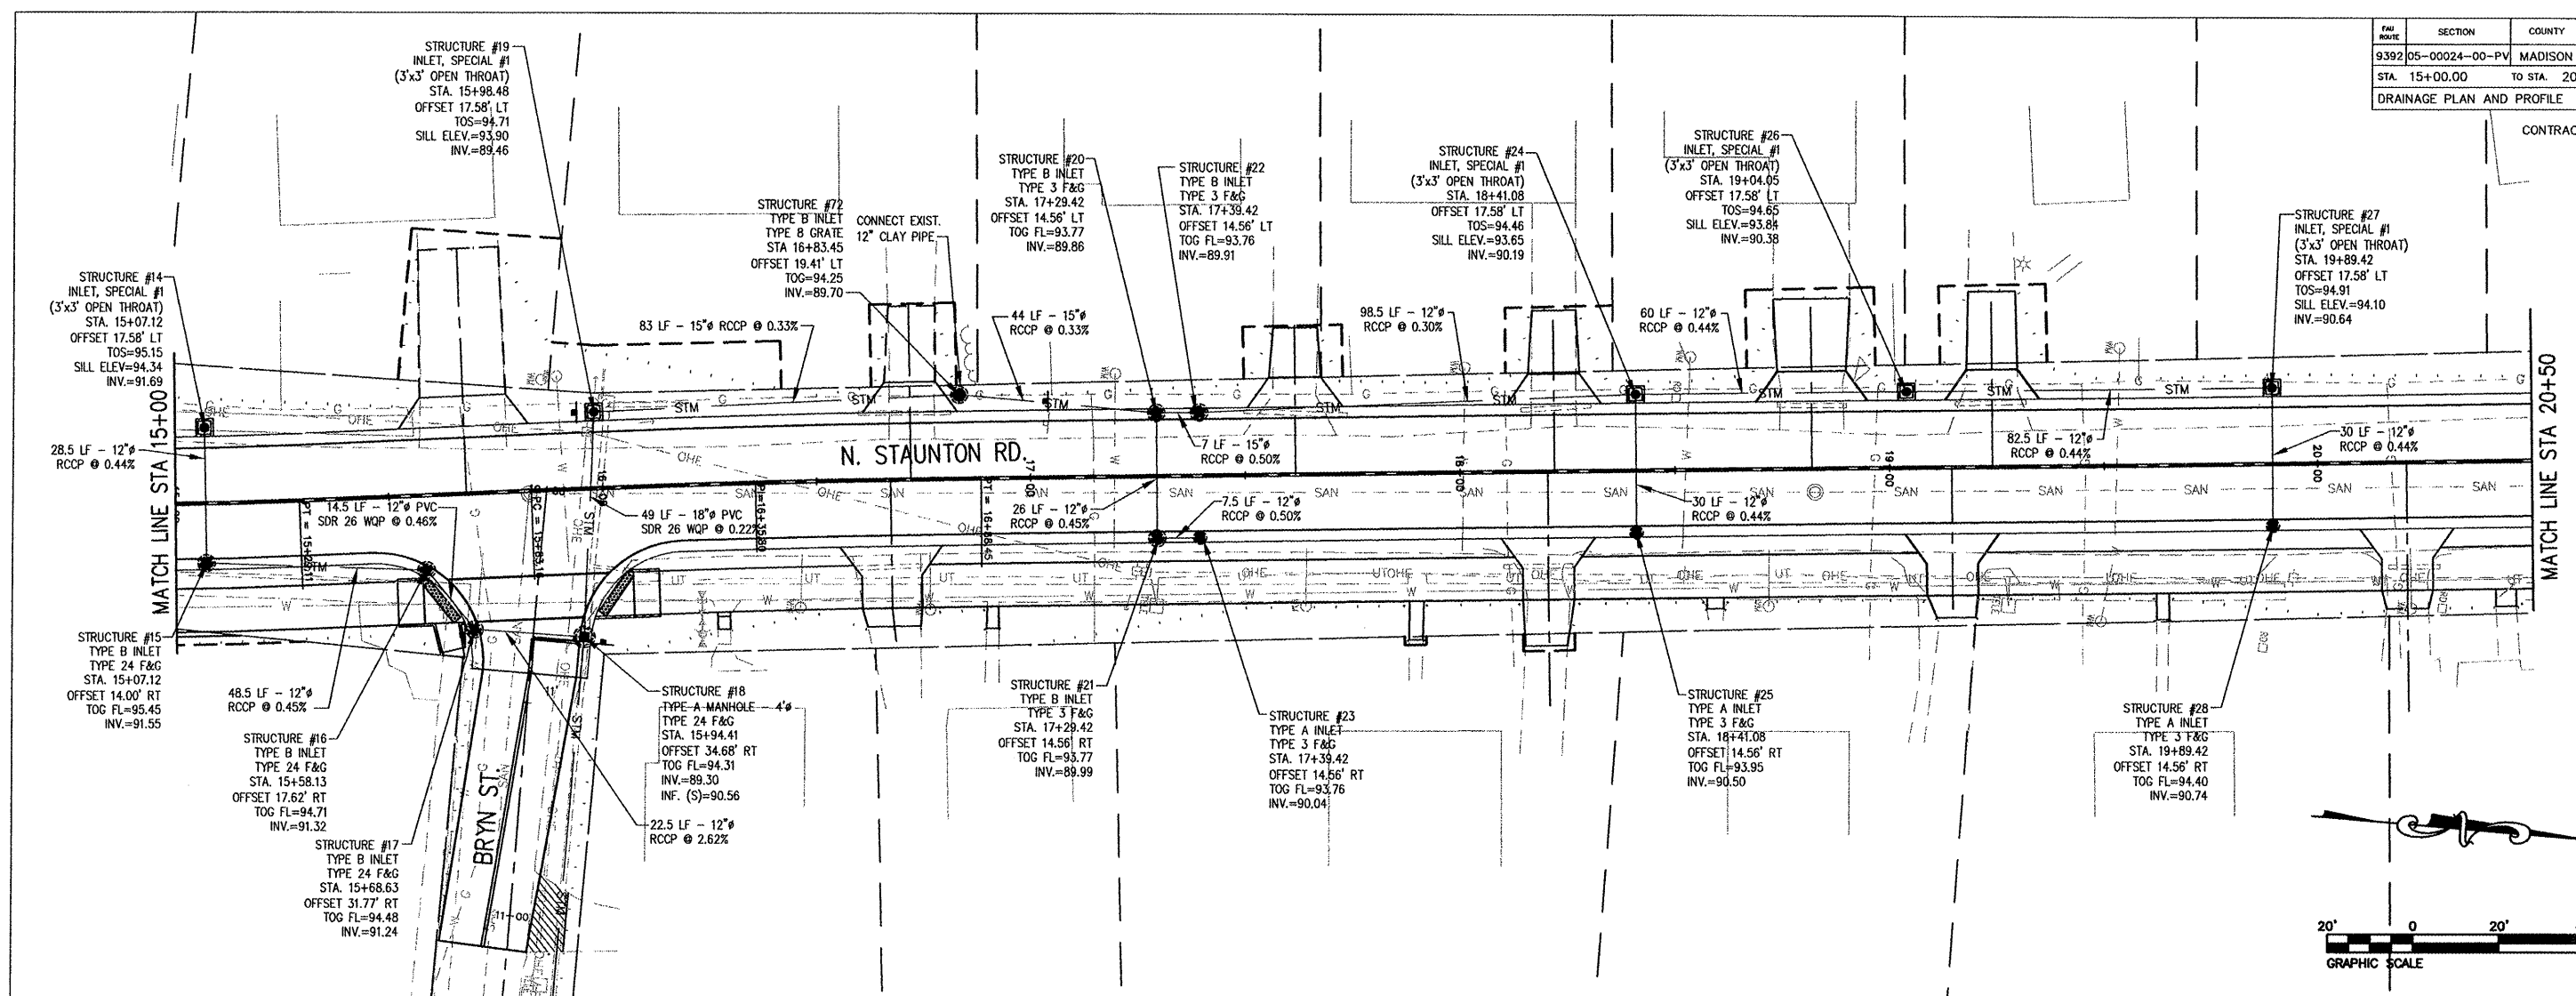 FAU ROUTE
SECTION
COUNTY
9392
05-00024-00-PV
MADISON
STA. 15+00.00 TO STA. 20
DRAINAGE PLAN AND PROFILE
CONTRAC
STRUCTURE #19
INLET, SPECIAL #1
(3'x3' OPEN THROAT)
STA. 15+98.48
OFFSET 17.58' LT
TOS=94.71
SILL ELEV.=93.90
INV.=89.46
STRUCTURE #72
TYPE B INLET
TYPE 8 GRATE
STA 16+83.45
OFFSET 19.41' LT
TOG=94.25
INV.=89.70
CONNECT EXIST.
12" CLAY PIPE
STRUCTURE #20
TYPE B INLET
TYPE 3 F&G
STA. 17+29.42
OFFSET 14.56' LT
TOG FL=93.77
INV.=89.86
STRUCTURE #22
TYPE B INLET
TYPE 3 F&G
STA. 17+39.42
OFFSET 14.56' LT
TOG FL=93.76
INV.=89.91
STRUCTURE #24
INLET, SPECIAL #1
(3'x3' OPEN THROAT)
STA. 18+41.08
OFFSET 17.58' LT
TOS=94.46
SILL ELEV.=93.65
INV.=90.19
STRUCTURE #26
INLET, SPECIAL #1
(3'x3' OPEN THROAT)
STA. 19+04.05
OFFSET 17.58' LT
TOS=94.65
SILL ELEV.=93.84
INV.=90.38
STRUCTURE #27
INLET, SPECIAL #1
(3'x3' OPEN THROAT)
STA. 19+89.42
OFFSET 17.58' LT
TOS=94.91
SILL ELEV.=94.10
INV.=90.64
STRUCTURE #14
INLET, SPECIAL #1
(3'x3' OPEN THROAT)
STA. 15+07.12
OFFSET 17.58' LT
TOS=95.15
SILL ELEV=94.34
INV.=91.69
83 LF - 15"ø RCCP @ 0.33%
44 LF - 15"ø
RCCP @ 0.33%
98.5 LF - 12"ø
RCCP @ 0.30%
60 LF - 12"ø
RCCP @ 0.44%
28.5 LF - 12"ø
RCCP @ 0.44%
MATCH LINE STA 15+00
N. STAUNTON RD.
7 LF - 15"ø
RCCP @ 0.50%
82.5 LF - 12"ø
RCCP @ 0.44%
30 LF - 12"ø
RCCP @ 0.44%
MATCH LINE STA 20+50
16+00
17+00
18+00
19+00
20+00
14.5 LF - 12"ø PVC
SDR 26 WQP @ 0.46%
49 LF - 18"ø PVC
SDR 26 WQP @ 0.22%
26 LF - 12"ø
RCCP @ 0.45%
7.5 LF - 12"ø
RCCP @ 0.50%
30 LF - 12"ø
RCCP @ 0.44%
PI=16+35.80
PT = 16+88.45
STRUCTURE #15
TYPE B INLET
TYPE 24 F&G
STA. 15+07.12
OFFSET 14.00' RT
TOG FL=95.45
INV.=91.55
48.5 LF - 12"ø
RCCP @ 0.45%
STRUCTURE #16
TYPE B INLET
TYPE 24 F&G
STA. 15+58.13
OFFSET 17.62' RT
TOG FL=94.71
INV.=91.32
STRUCTURE #17
TYPE B INLET
TYPE 24 F&G
STA. 15+68.63
OFFSET 31.77' RT
TOG FL=94.48
INV.=91.24
BRYN ST.
11+00
STRUCTURE #18
TYPE A MANHOLE - 4'ø
TYPE 24 F&G
STA. 15+94.41
OFFSET 34.68' RT
TOG FL=94.31
INV.=89.30
INF. (S)=90.56
22.5 LF - 12"ø
RCCP @ 2.62%
STRUCTURE #21
TYPE B INLET
TYPE 3 F&G
STA. 17+29.42
OFFSET 14.56' RT
TOG FL=93.77
INV.=89.99
STRUCTURE #23
TYPE A INLET
TYPE 3 F&G
STA. 17+39.42
OFFSET 14.56' RT
TOG FL=93.76
INV.=90.04
STRUCTURE #25
TYPE A INLET
TYPE 3 F&G
STA. 18+41.08
OFFSET 14.56' RT
TOG FL=93.95
INV.=90.50
STRUCTURE #28
TYPE A INLET
TYPE 3 F&G
STA. 19+89.42
OFFSET 14.56' RT
TOG FL=94.40
INV.=90.74
20' 0 20'
GRAPHIC SCALE